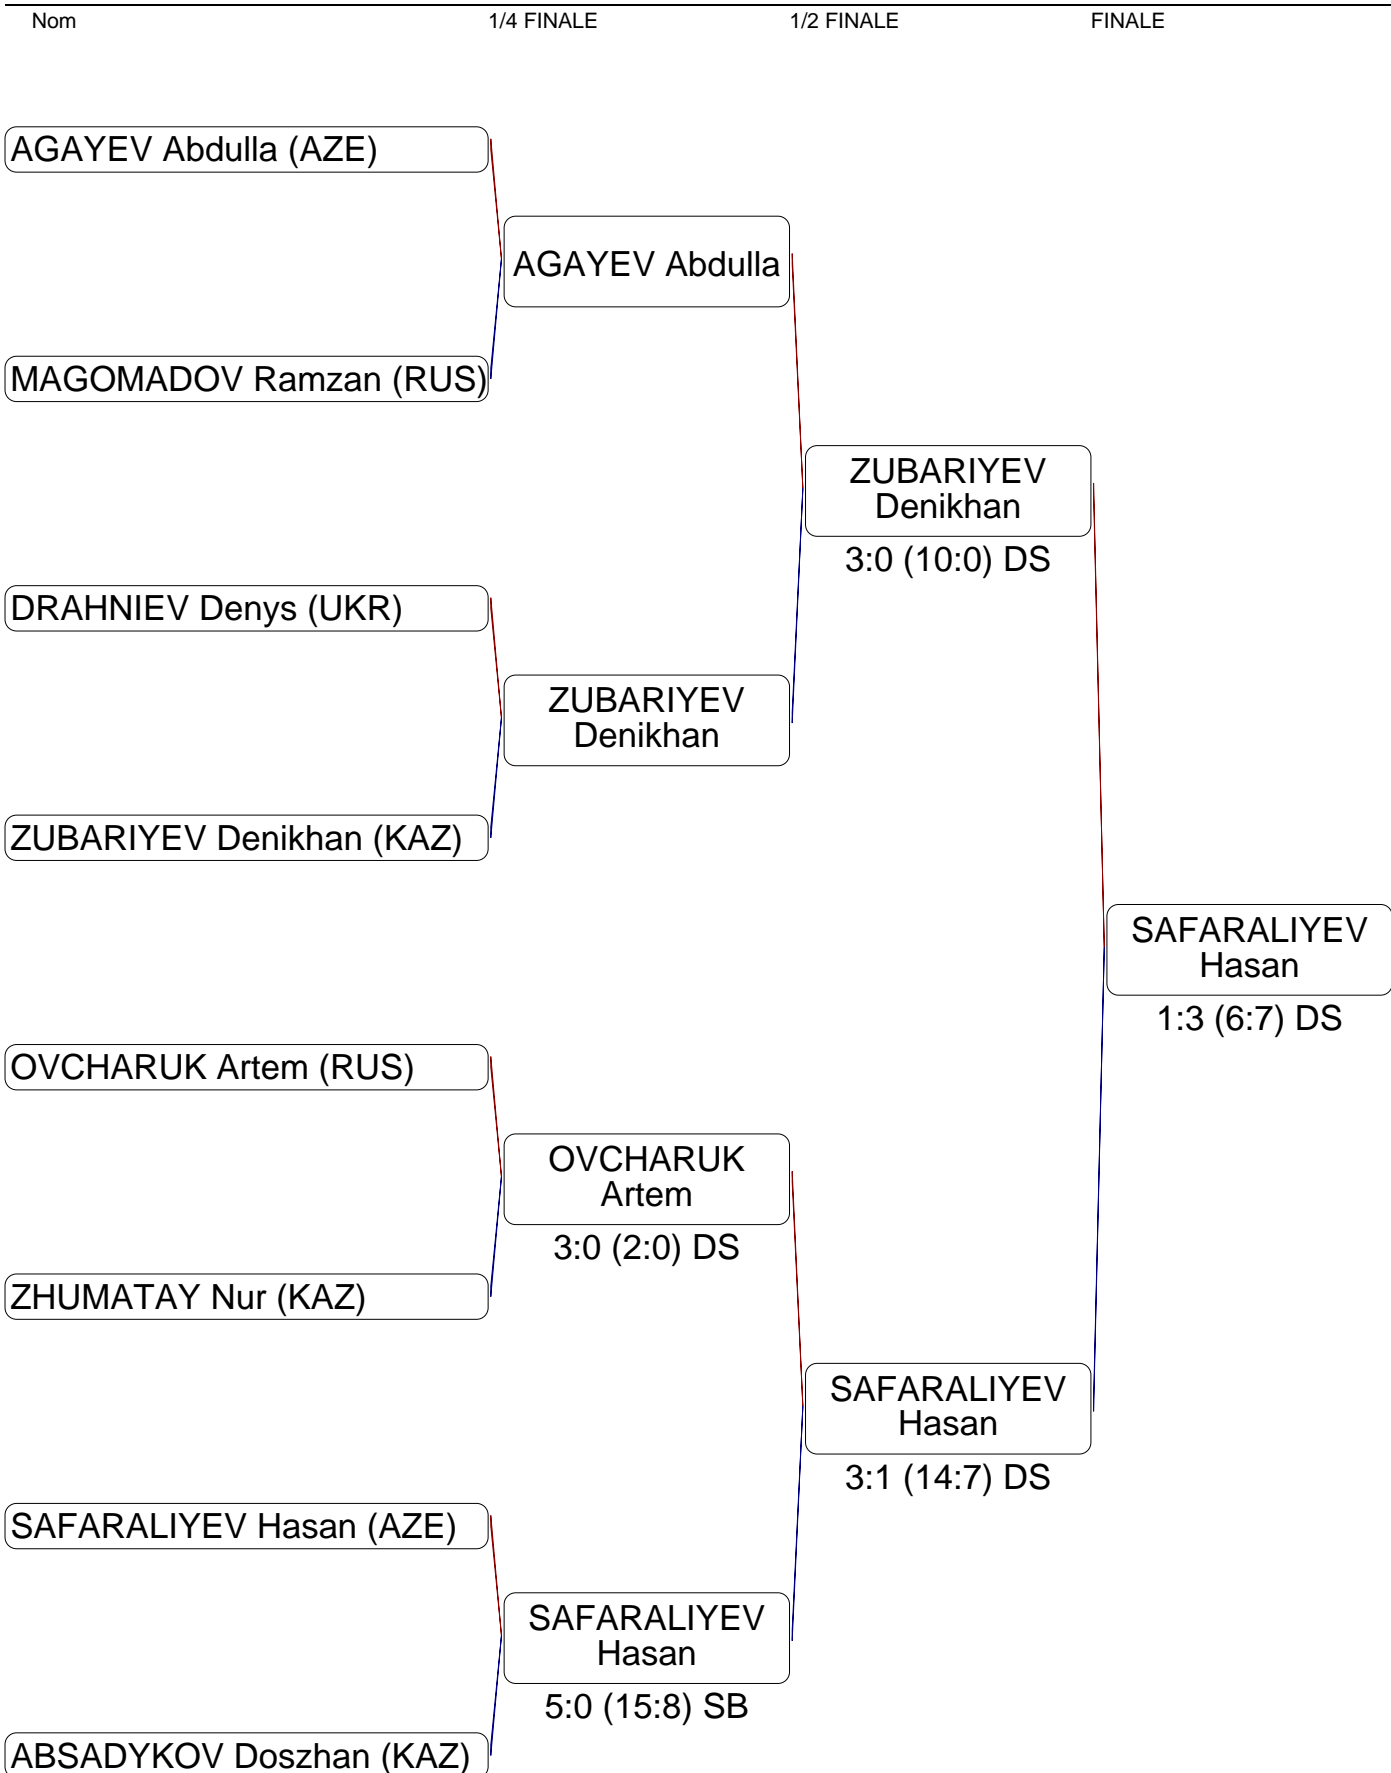 Nom 1/4 FINALE 1/2 FINALE FINALE
AGAYEV Abdulla (AZE)
AGAYEV Abdulla
MAGOMADOV Ramzan (RUS)
ZUBARIYEV
Denikhan
3:0 (10:0) DS
DRAHNIEV Denys (UKR)
ZUBARIYEV
Denikhan
ZUBARIYEV Denikhan (KAZ)
SAFARALIYEV
Hasan
1:3 (6:7) DS
OVCHARUK Artem (RUS)
OVCHARUK
Artem
3:0 (2:0) DS
ZHUMATAY Nur (KAZ)
SAFARALIYEV
Hasan
3:1 (14:7) DS
SAFARALIYEV Hasan (AZE)
SAFARALIYEV
Hasan
5:0 (15:8) SB
ABSADYKOV Doszhan (KAZ)